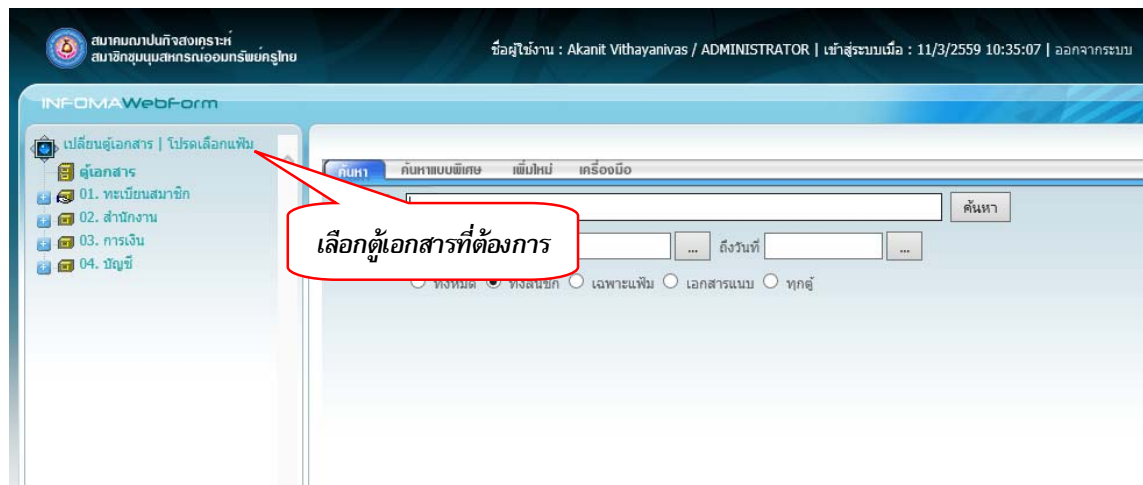 สมาคมฌาปนกิจสงเคราะห์
สมาชิกชุมนุมสหกรณ์ออมทรัพย์ครูไทย
ชื่อผู้ใช้งาน : Akanit Vithayanivas / ADMINISTRATOR | เข้าสู่ระบบเมื่อ : 11/3/2559 10:35:07 | ออกจากระบบ
INFOMA WebForm
เปลี่ยนตู้เอกสาร | โปรดเลือกแฟ้ม
ตู้เอกสาร
01. ทะเบียนสมาชิก
02. สำนักงาน
03. การเงิน
04. บัญชี
ค้นหา ค้นหาแบบพิเศษ เพิ่มใหม่ เครื่องมือ
ค้นหา
เลือกตู้เอกสารที่ต้องการ
... ถึงวันที่ ...
ทั้งหมด ทั้งลิ้นชัก เฉพาะแฟ้ม เอกสารแนบ ทุกตู้